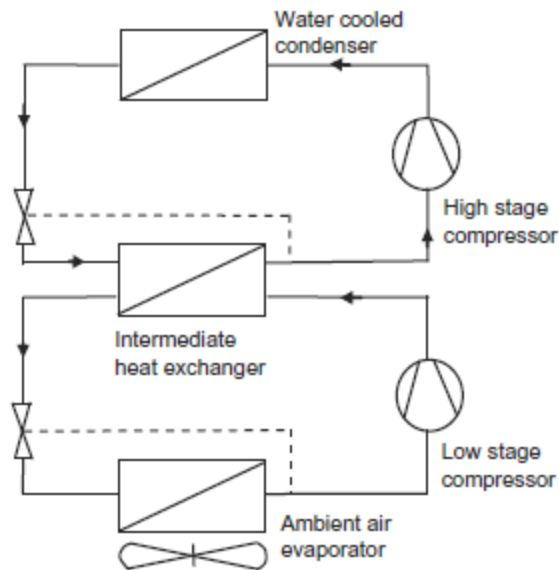 Water cooled
condenser
High stage
compressor
Intermediate
heat exchanger
Low stage
compressor
Ambient air
evaporator